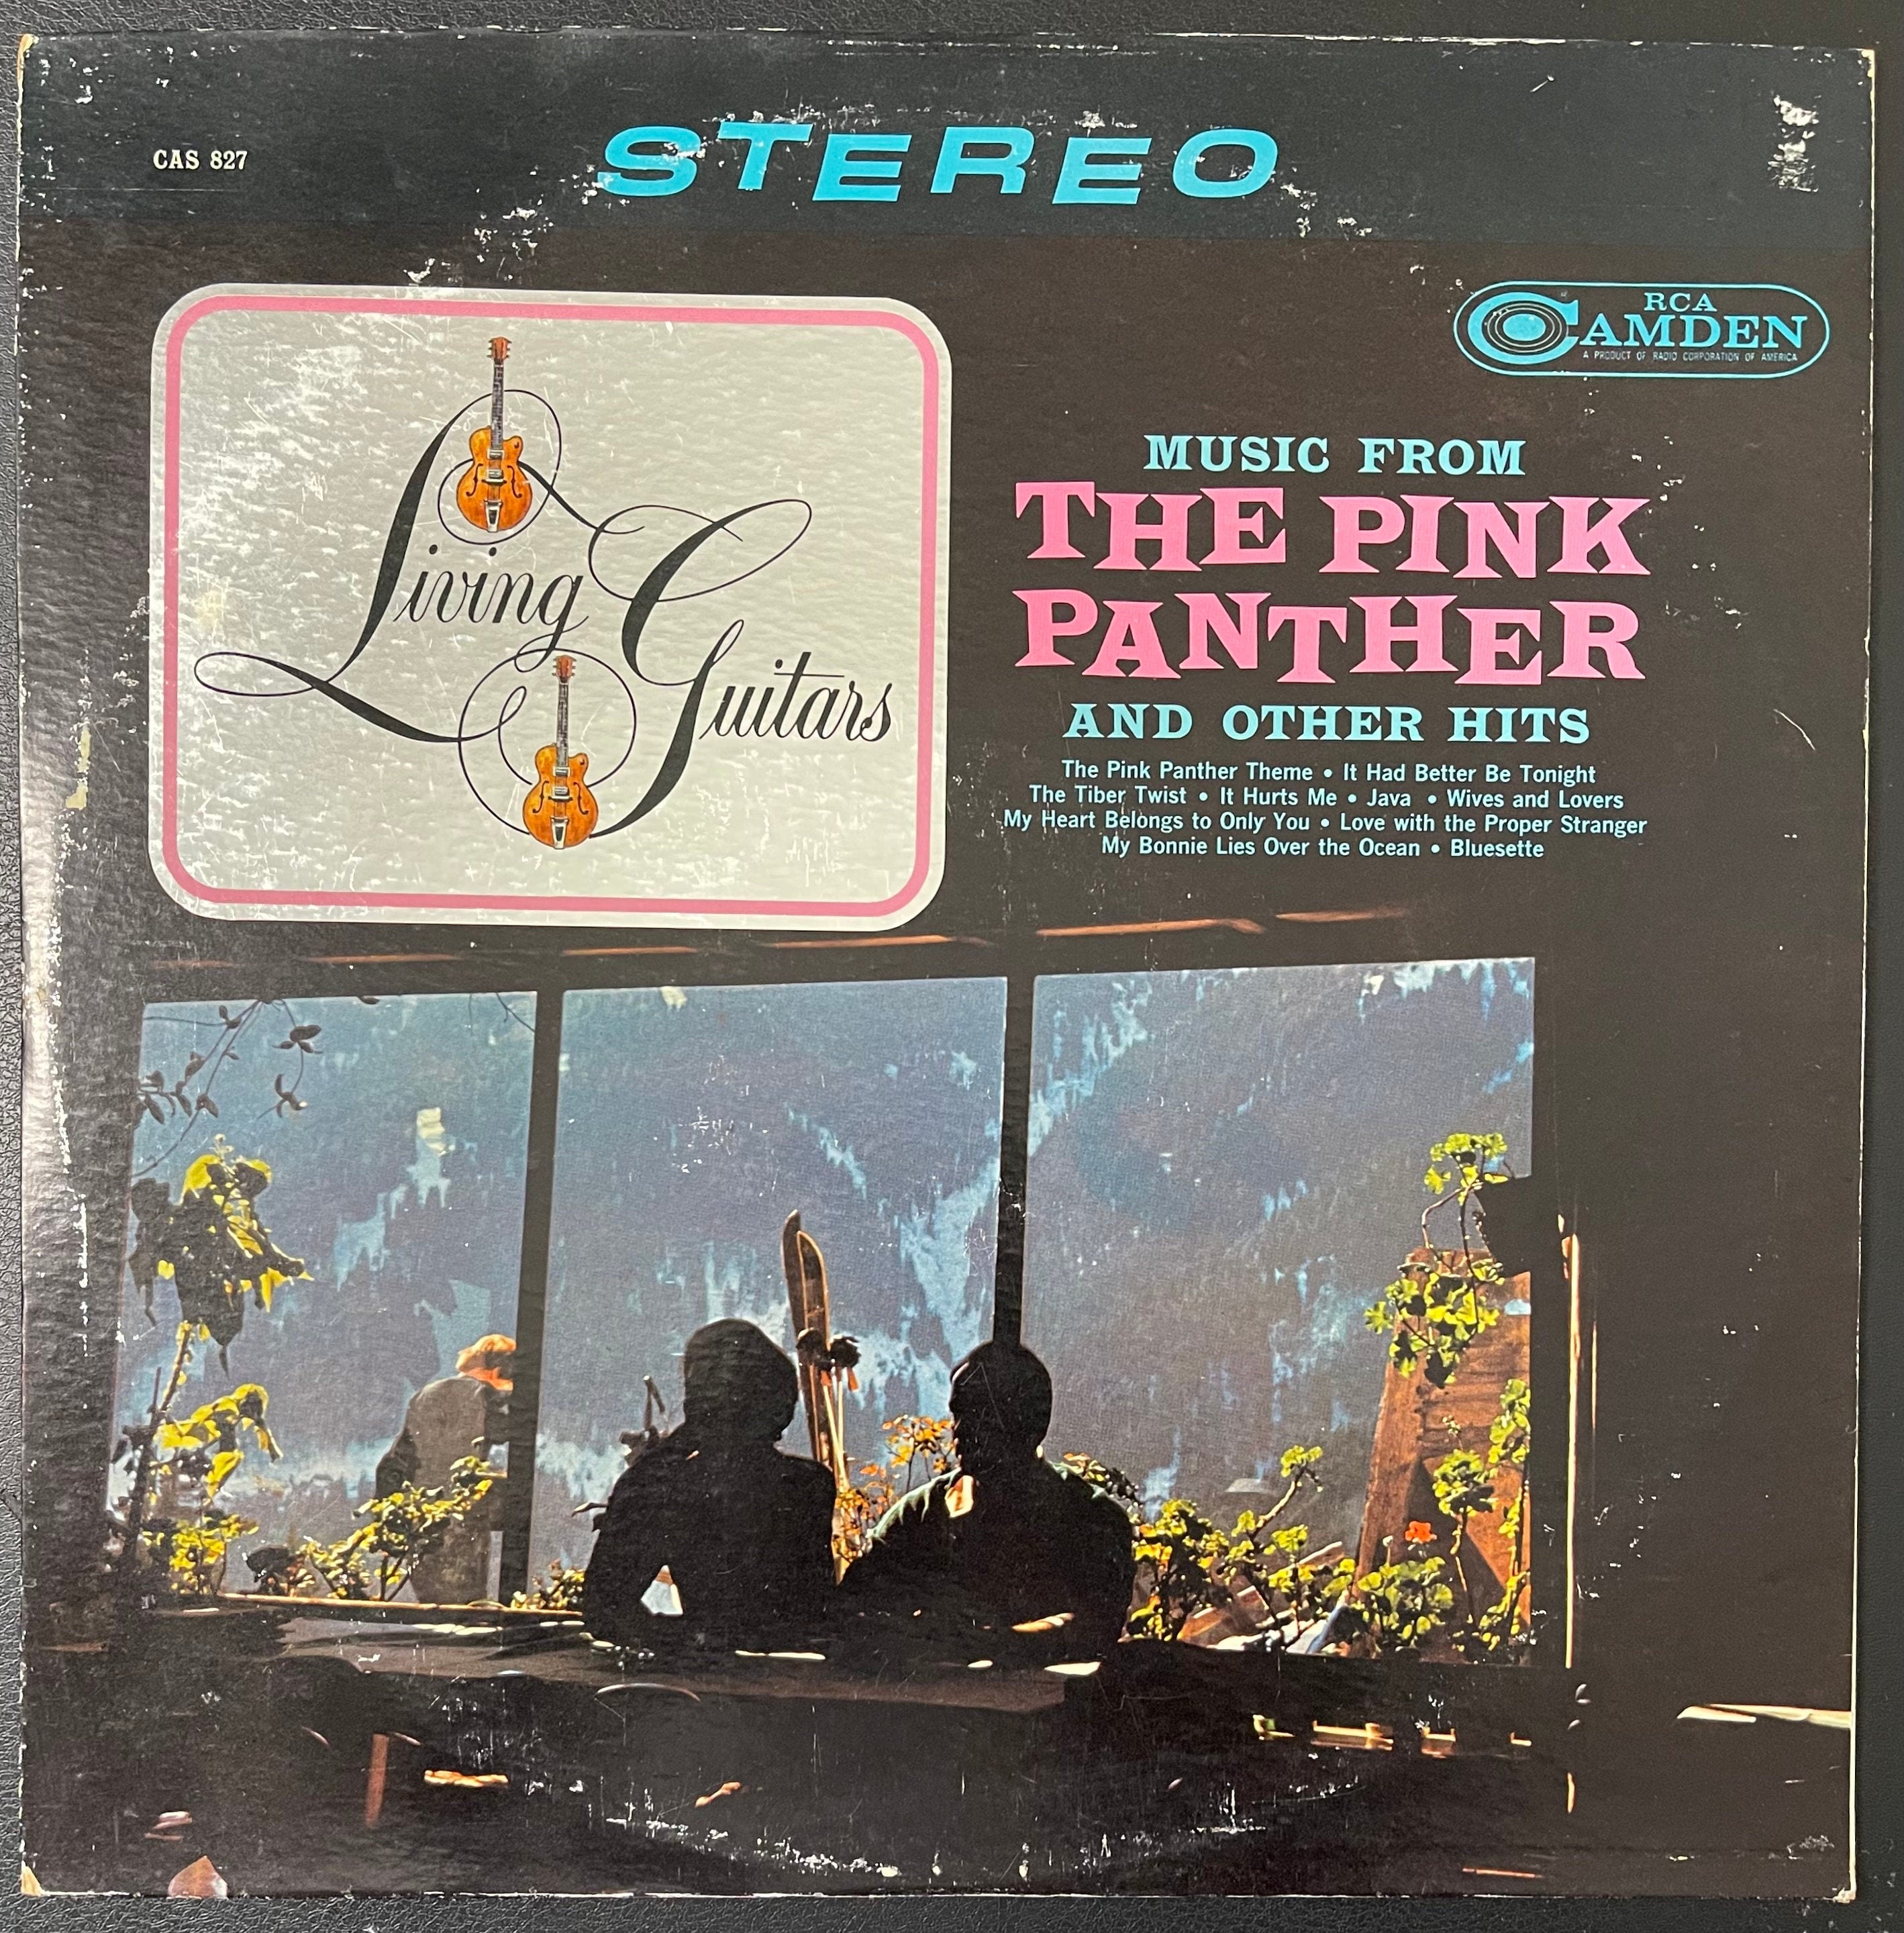 STEREO
CAS 827
RCA
CAMDEN
A PRODUCT OF RADIO CORPORATION OF AMERICA
Living
Guitars
MUSIC FROM
THE PINK
PANTHER
AND OTHER HITS
The Pink Panther Theme • It Had Better Be Tonight
The Tiber Twist • It Hurts Me • Java • Wives and Lovers
My Heart Belongs to Only You • Love with the Proper Stranger
My Bonnie Lies Over the Ocean • Bluesette